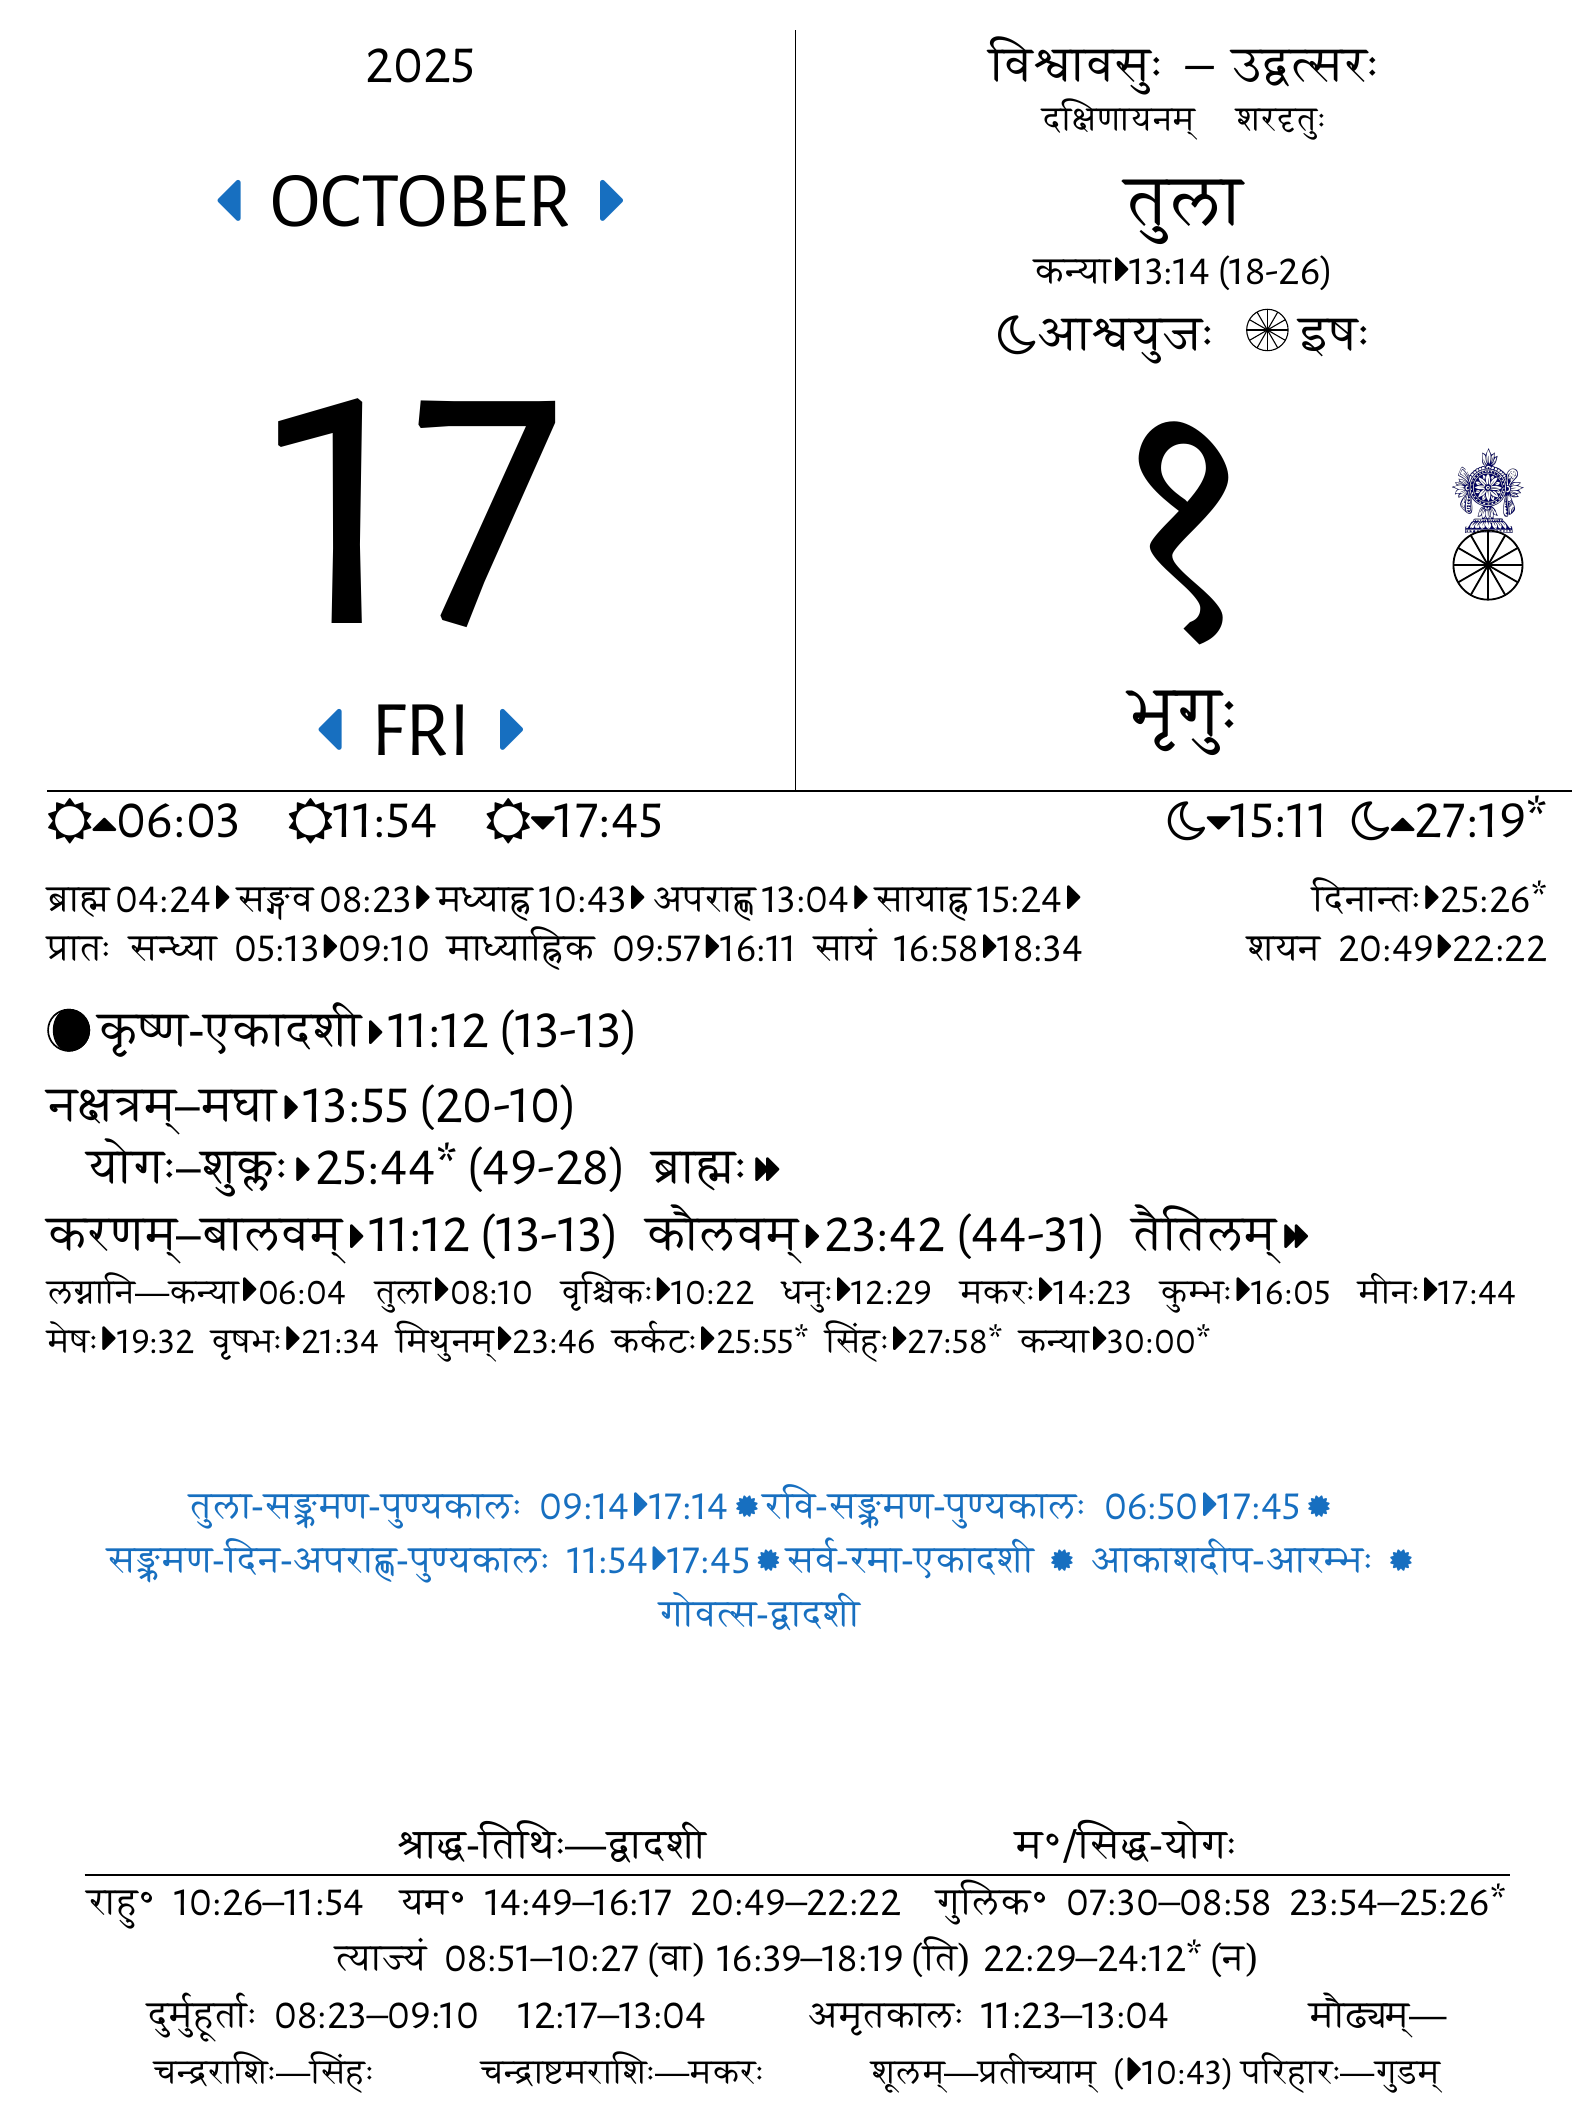 2025
OCTOBER
17
FRI
विश्वावसुः – उद्वत्सरः
दक्षिणायनम् शरदृतुः
तुला
कन्या13:14 (18-26)
आश्वयुजः इषः
१
भृगुः
06:03 11:54 17:45 15:11 27:19*
ब्राह्म 04:24 सङ्गव 08:23 मध्याह्न 10:43 अपराह्ण 13:04 सायाह्न 15:24 दिनान्तः 25:26*
प्रातः सन्ध्या 05:13 09:10 माध्याह्निक 09:57 16:11 सायं 16:58 18:34 शयन 20:49 22:22
कृष्ण-एकादशी 11:12 (13-13)
नक्षत्रम्–मघा 13:55 (20-10)
योगः–शुक्लः 25:44* (49-28) ब्राह्मः
करणम्–बालवम् 11:12 (13-13) कौलवम् 23:42 (44-31) तैतिलम्
लग्नानि—कन्या 06:04 तुला 08:10 वृश्चिकः 10:22 धनुः 12:29 मकरः 14:23 कुम्भः 16:05 मीनः 17:44
मेषः 19:32 वृषभः 21:34 मिथुनम् 23:46 कर्कटः 25:55* सिंहः 27:58* कन्या 30:00*
तुला-सङ्क्रमण-पुण्यकालः 09:14 17:14 रवि-सङ्क्रमण-पुण्यकालः 06:50 17:45
सङ्क्रमण-दिन-अपराह्ण-पुण्यकालः 11:54 17:45 सर्व-रमा-एकादशी आकाशदीप-आरम्भः
गोवत्स-द्वादशी
श्राद्ध-तिथिः—द्वादशी म°/सिद्ध-योगः
राहु° 10:26–11:54 यम° 14:49–16:17 20:49–22:22 गुलिक° 07:30–08:58 23:54–25:26*
त्याज्यं 08:51–10:27 (वा) 16:39–18:19 (ति) 22:29–24:12* (न)
दुर्मुहूर्ताः 08:23–09:10 12:17–13:04 अमृतकालः 11:23–13:04 मौढ्यम्—
चन्द्रराशिः—सिंहः चन्द्राष्टमराशिः—मकरः शूलम्—प्रतीच्याम् (10:43) परिहारः—गुडम्